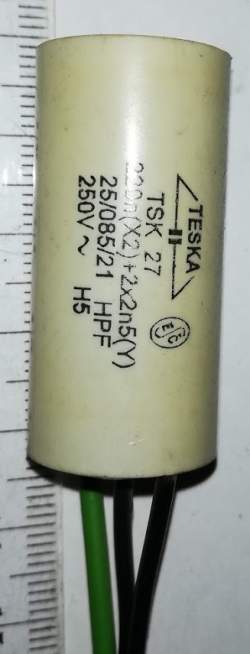 TESKA
TSK 27
220n(X2)+2x2n5(Y)
25/085/21 HPF
250V~ H5